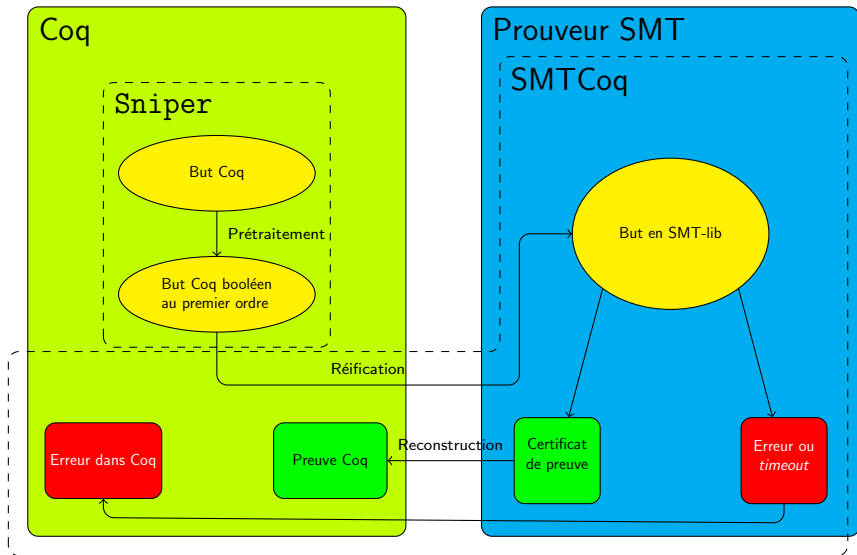 Coq
Prouveur SMT
SMTCoq
Sniper
But Coq
Prétraitement
But en SMT-lib
But Coq booléen
au premier ordre
Réification
Erreur dans Coq
Preuve Coq
Reconstruction
Certificat
de preuve
Erreur ou
timeout